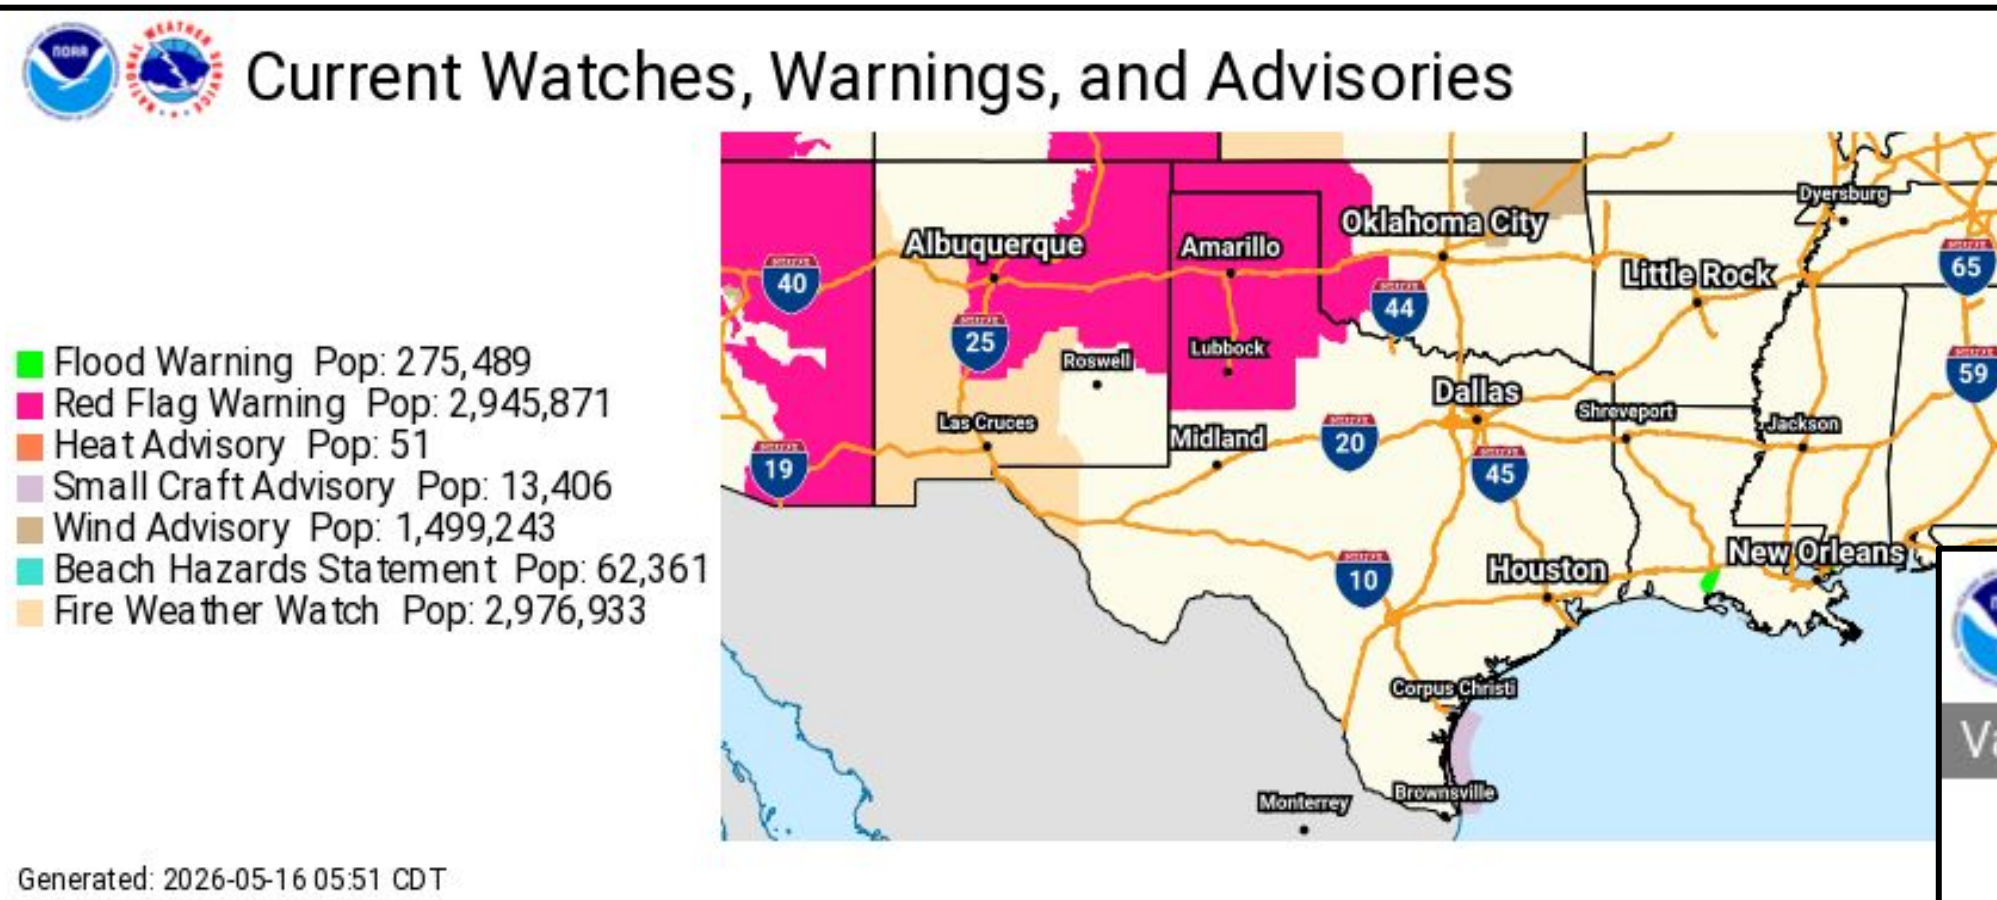 NOAA
NATIONAL WEATHER SERVICE
Current Watches, Warnings, and Advisories
Flood Warning Pop: 275,489
Red Flag Warning Pop: 2,945,871
Heat Advisory Pop: 51
Small Craft Advisory Pop: 13,406
Wind Advisory Pop: 1,499,243
Beach Hazards Statement Pop: 62,361
Fire Weather Watch Pop: 2,976,933
Generated: 2026-05-16 05:51 CDT
Dyersburg
Oklahoma City
Albuquerque
Amarillo
65
40
Little Rock
44
25
Lubbock
Roswell
59
Dallas
Shreveport
Las Cruces
Jackson
Midland
20
19
45
New Orleans
10
Houston
Corpus Christi
Brownsville
Monterrey